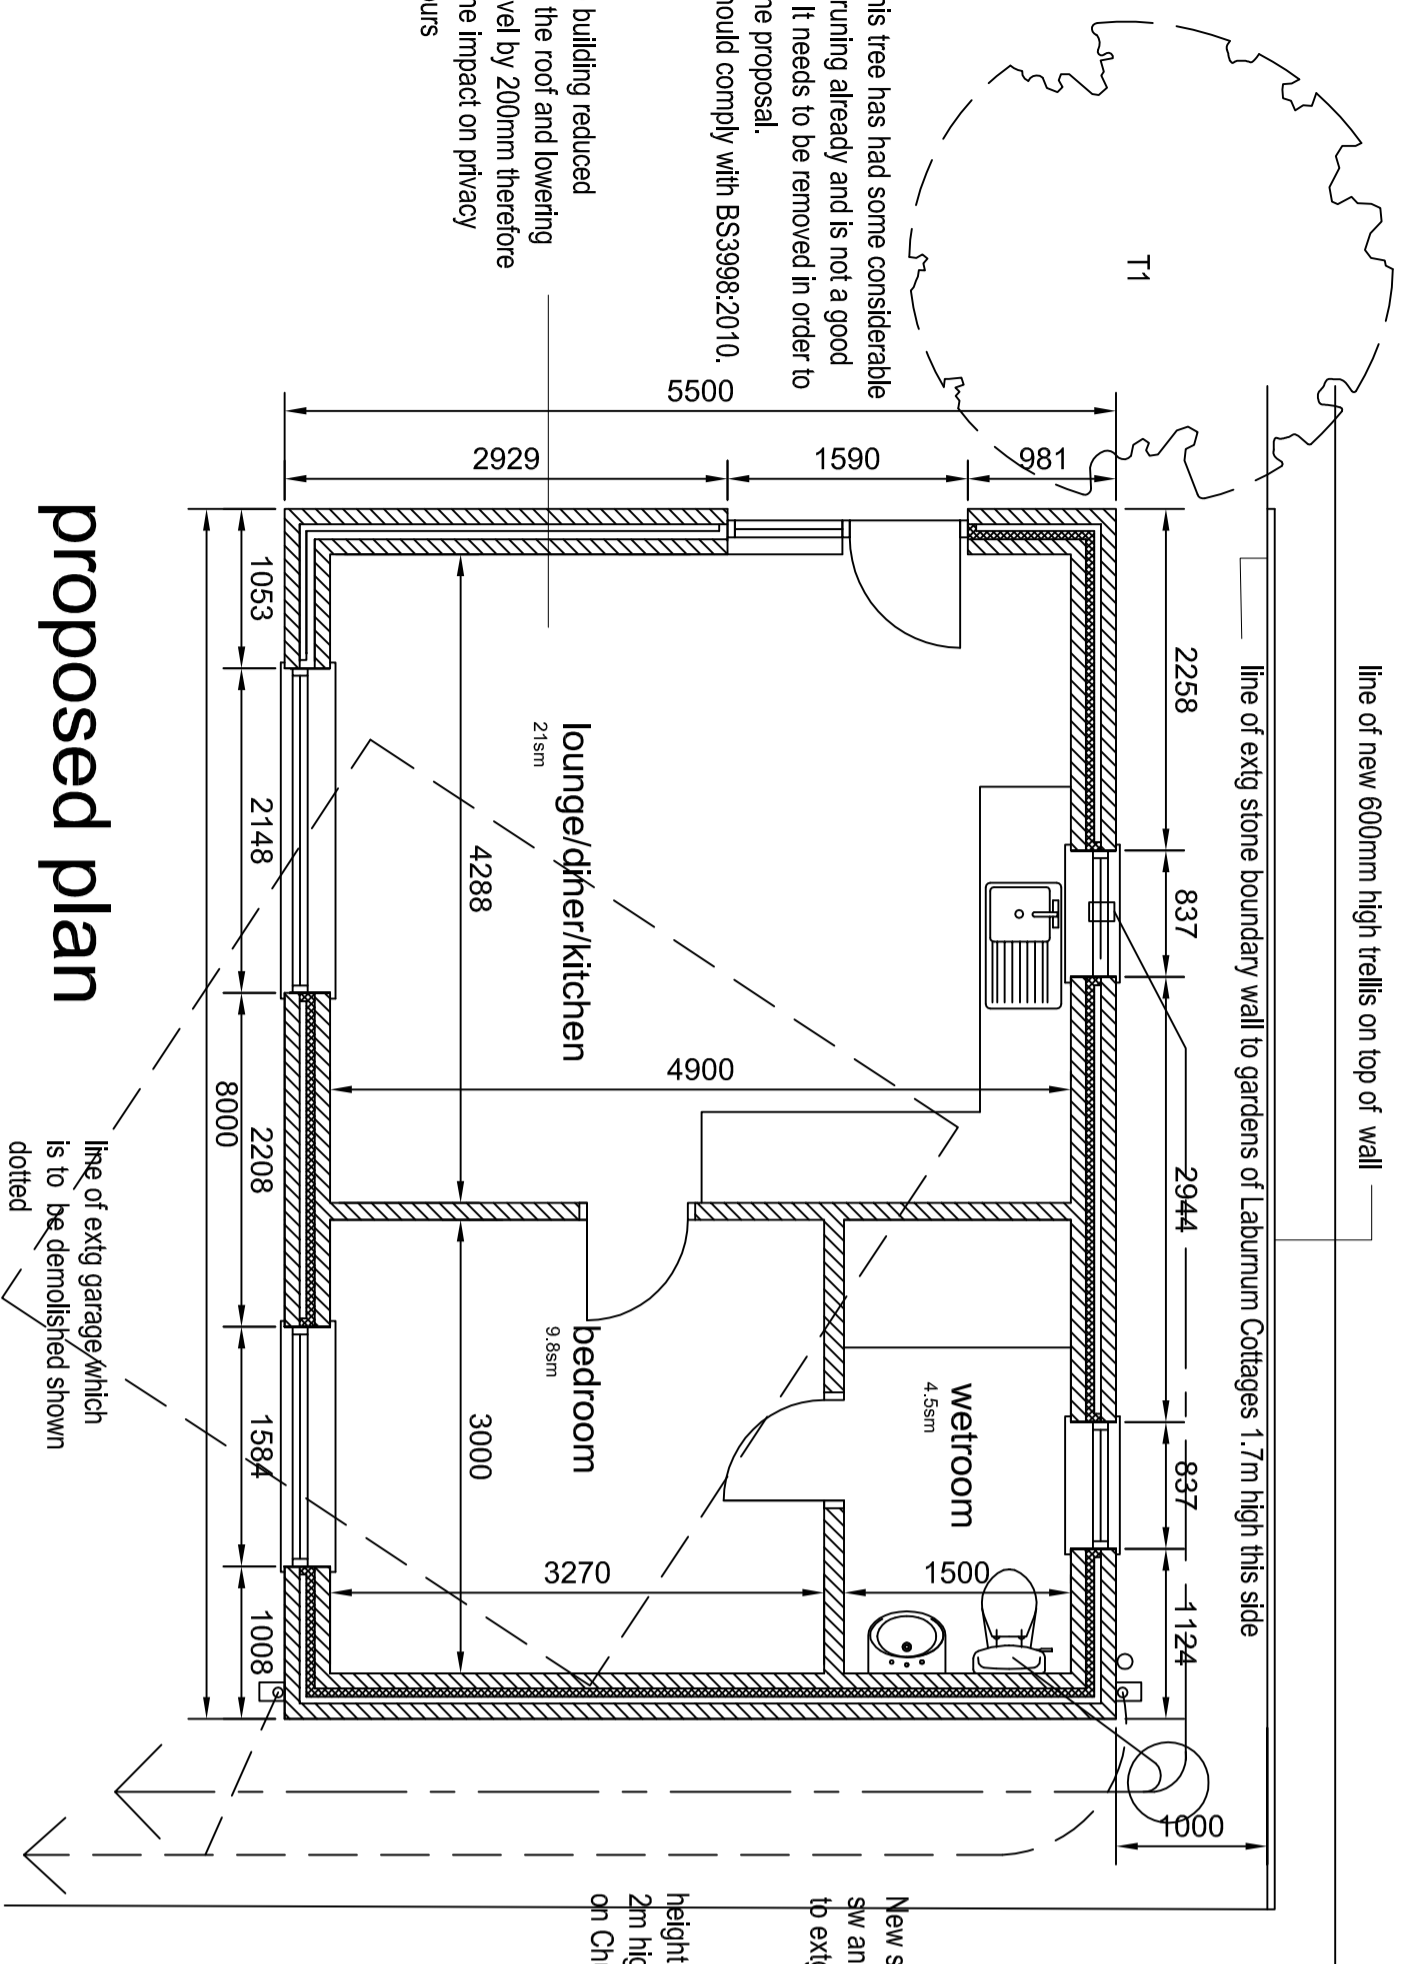 line of new 600mm high trellis on top of wall
line of extg stone boundary wall to gardens of Laburnum Cottages 1.7m high this side
T1
his tree has had some considerable
runing already and is not a good
It needs to be removed in order to
he proposal.
hould comply with BS3998:2010.
building reduced
the roof and lowering
vel by 200mm therefore
he impact on privacy
ours
5500
2929
1590
981
2258
837
2944
837
1124
1000
lounge/diner/kitchen
21sm
4288
4900
bedroom
9.8sm
3000
3270
wetroom
4.5sm
1500
1053
2148
2208
1584
1008
8000
line of extg garage which
is to be demolished shown
dotted
New s
sw an
to extg
height
2m hig
on Ch
proposed plan